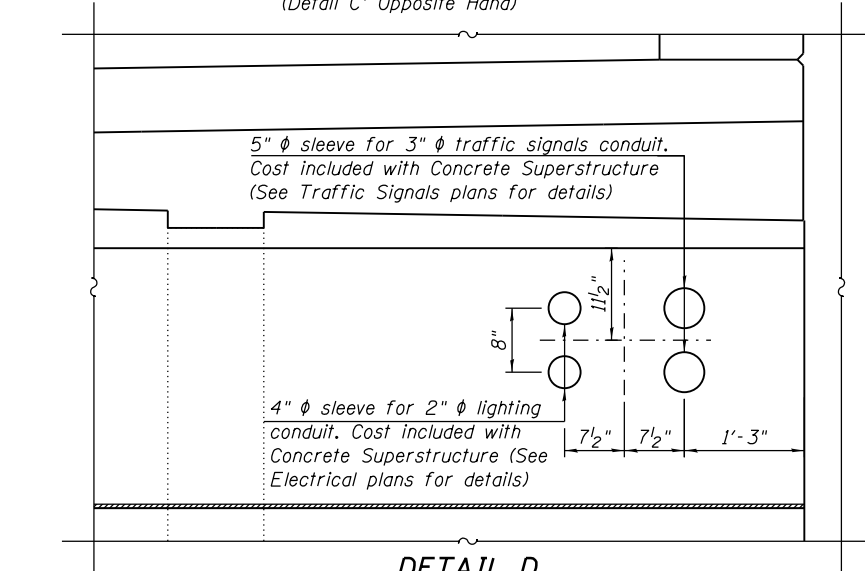 (Detail C' Opposite Hand)
5" ϕ sleeve for 3" ϕ traffic signals conduit.
Cost included with Concrete Superstructure
(See Traffic Signals plans for details)
11½"
8"
4" ϕ sleeve for 2" ϕ lighting
conduit. Cost included with
Concrete Superstructure (See
Electrical plans for details)
7½" 7½" 1'-3"
DETAIL D